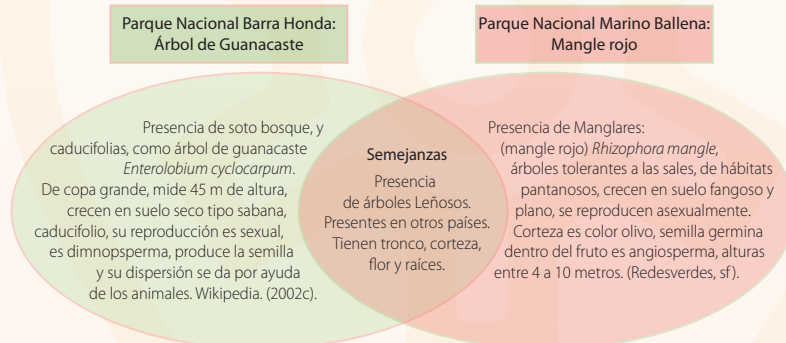 Parque Nacional Barra Honda:
Árbol de Guanacaste
Parque Nacional Marino Ballena:
Mangle rojo
Presencia de soto bosque, y
caducifolias, como árbol de guanacaste
Enterolobium cyclocarpum.
De copa grande, mide 45 m de altura,
crecen en suelo seco tipo sabana,
caducifolio, su reproducción es sexual,
es dimnopsperma, produce la semilla
y su dispersión se da por ayuda
de los animales. Wikipedia. (2002c).
Semejanzas
Presencia
de árboles Leñosos.
Presentes en otros países.
Tienen tronco, corteza,
flor y raíces.
Presencia de Manglares:
(mangle rojo) Rhizophora mangle,
árboles tolerantes a las sales, de hábitats
pantanosos, crecen en suelo fangoso y
plano, se reproducen asexualmente.
Corteza es color olivo, semilla germina
dentro del fruto es angiosperma, alturas
entre 4 a 10 metros. (Redesverdes, sf).